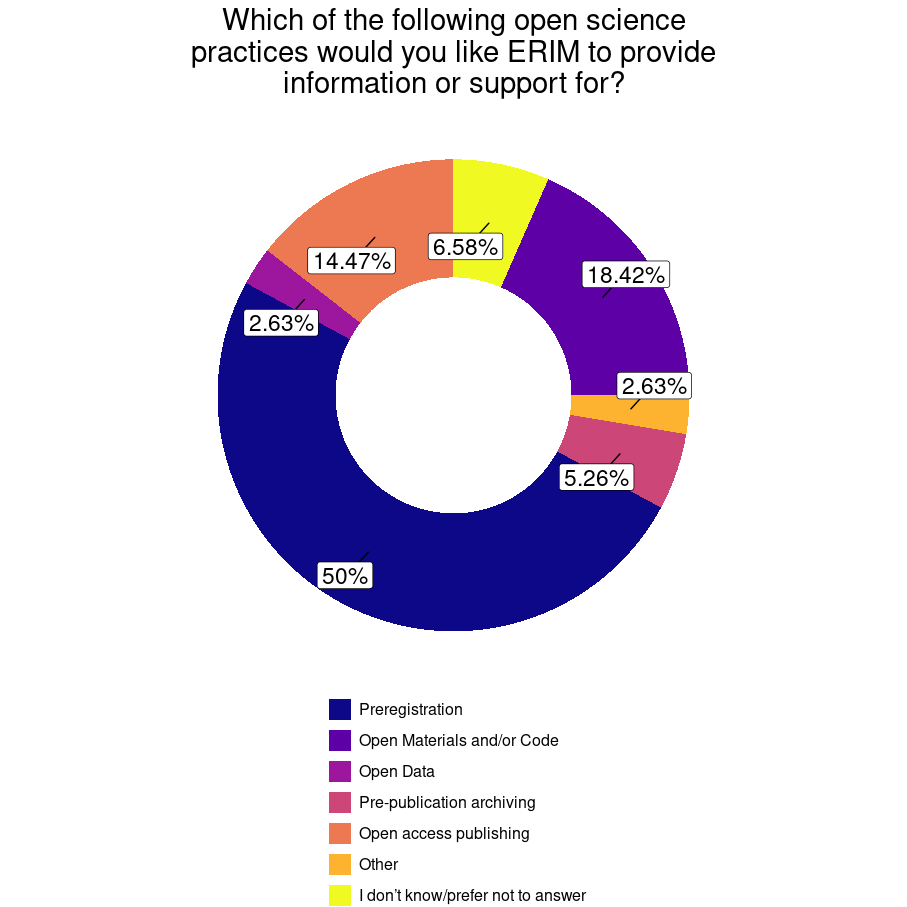 Which of the following open science
practices would you like ERIM to provide
information or support for?
6.58%
14.47%
18.42%
2.63%
2.63%
5.26%
50%
Preregistration
Open Materials and/or Code
Open Data
Pre-publication archiving
Open access publishing
Other
I don’t know/prefer not to answer